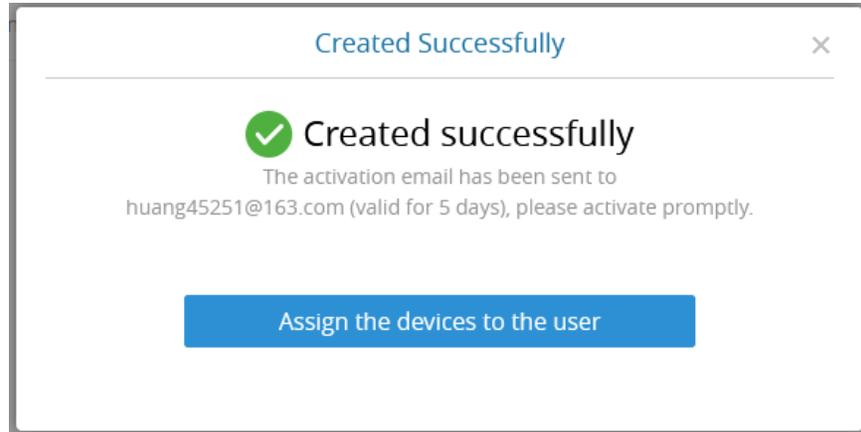 Created Successfully
Created successfully
The activation email has been sent to
huang45251@163.com (valid for 5 days), please activate promptly.
Assign the devices to the user